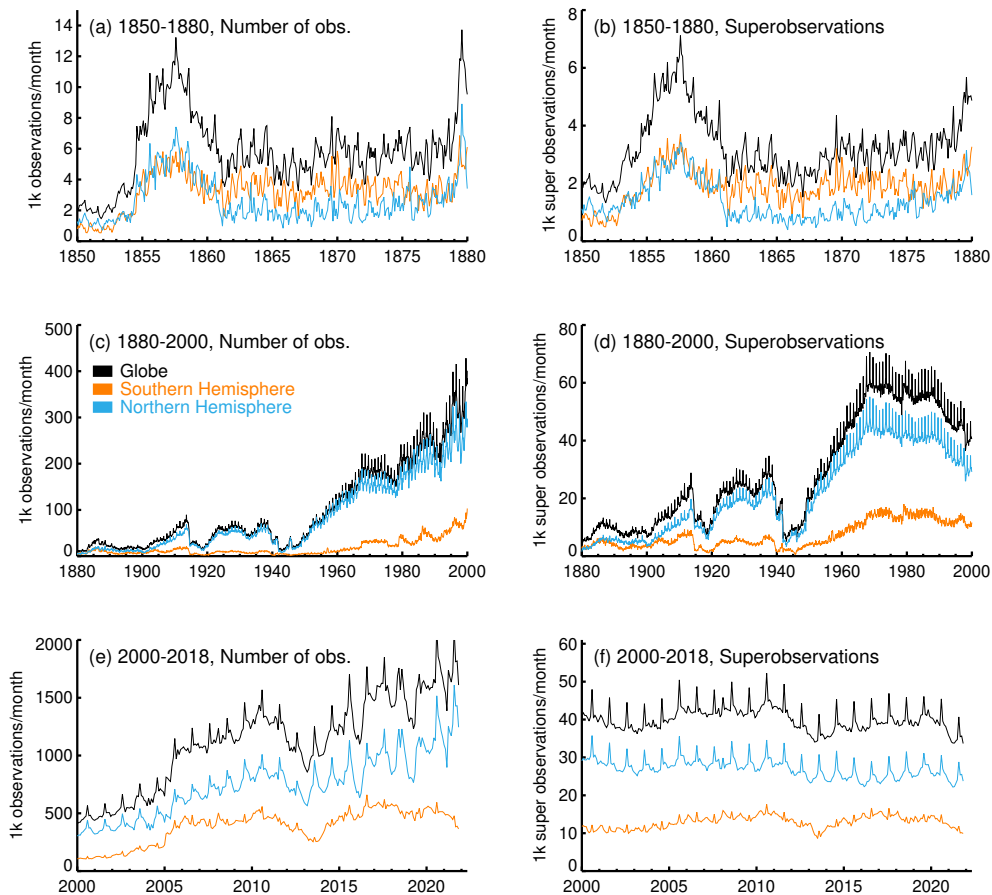 (a) 1850-1880, Number of obs.
1k observations/month
14
12
10
8
6
4
2
0
1850 1855 1860 1865 1870 1875 1880
(b) 1850-1880, Superobservations
1k super observations/month
8
6
4
2
0
1850 1855 1860 1865 1870 1875 1880
(c) 1880-2000, Number of obs.
Globe
Southern Hemisphere
Northern Hemisphere
1k observations/month
500
400
300
200
100
0
1880 1900 1920 1940 1960 1980 2000
(d) 1880-2000, Superobservations
1k super observations/month
80
60
40
20
0
1880 1900 1920 1940 1960 1980 2000
(e) 2000-2018, Number of obs.
1k observations/month
2000
1500
1000
500
0
2000 2005 2010 2015 2020
(f) 2000-2018, Superobservations
1k super observations/month
60
50
40
30
20
10
0
2000 2005 2010 2015 2020